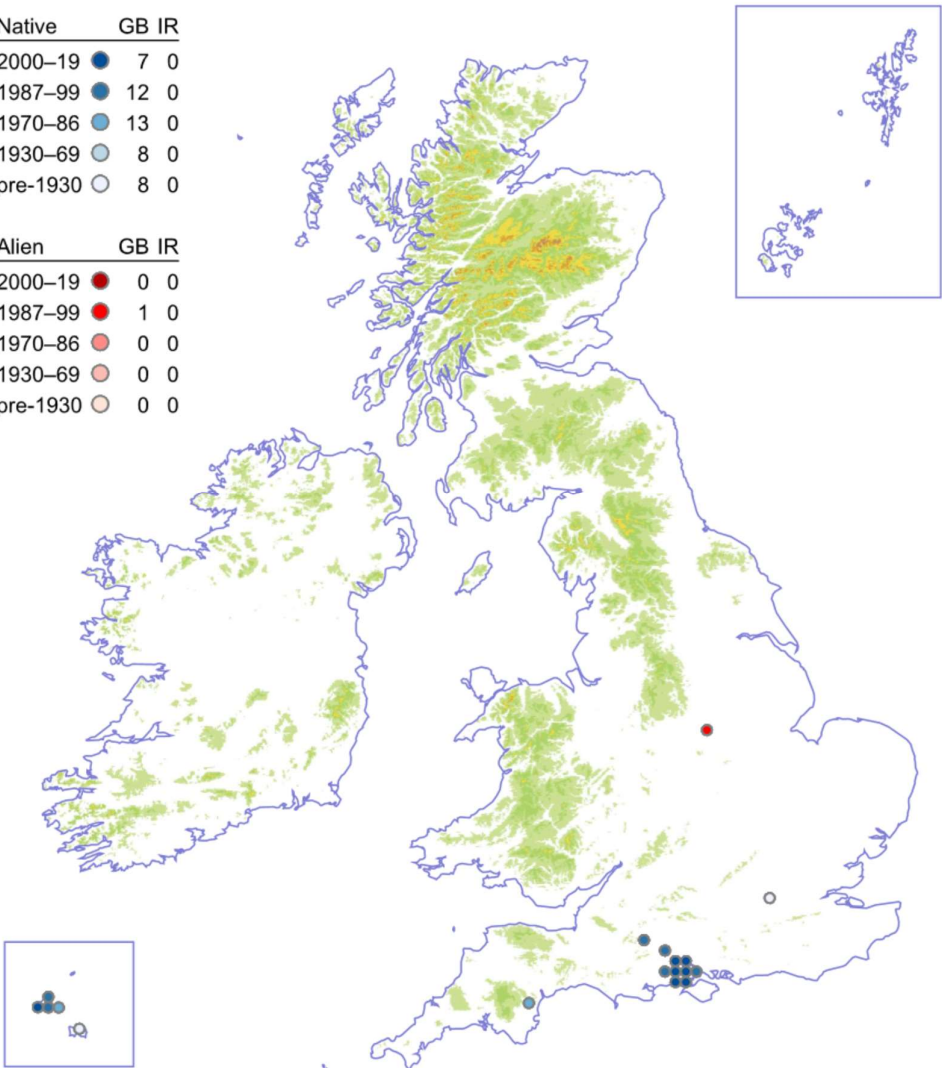 Native GB IR
2000–19 7 0
1987–99 12 0
1970–86 13 0
1930–69 8 0
pre-1930 8 0
Alien GB IR
2000–19 0 0
1987–99 1 0
1970–86 0 0
1930–69 0 0
pre-1930 0 0